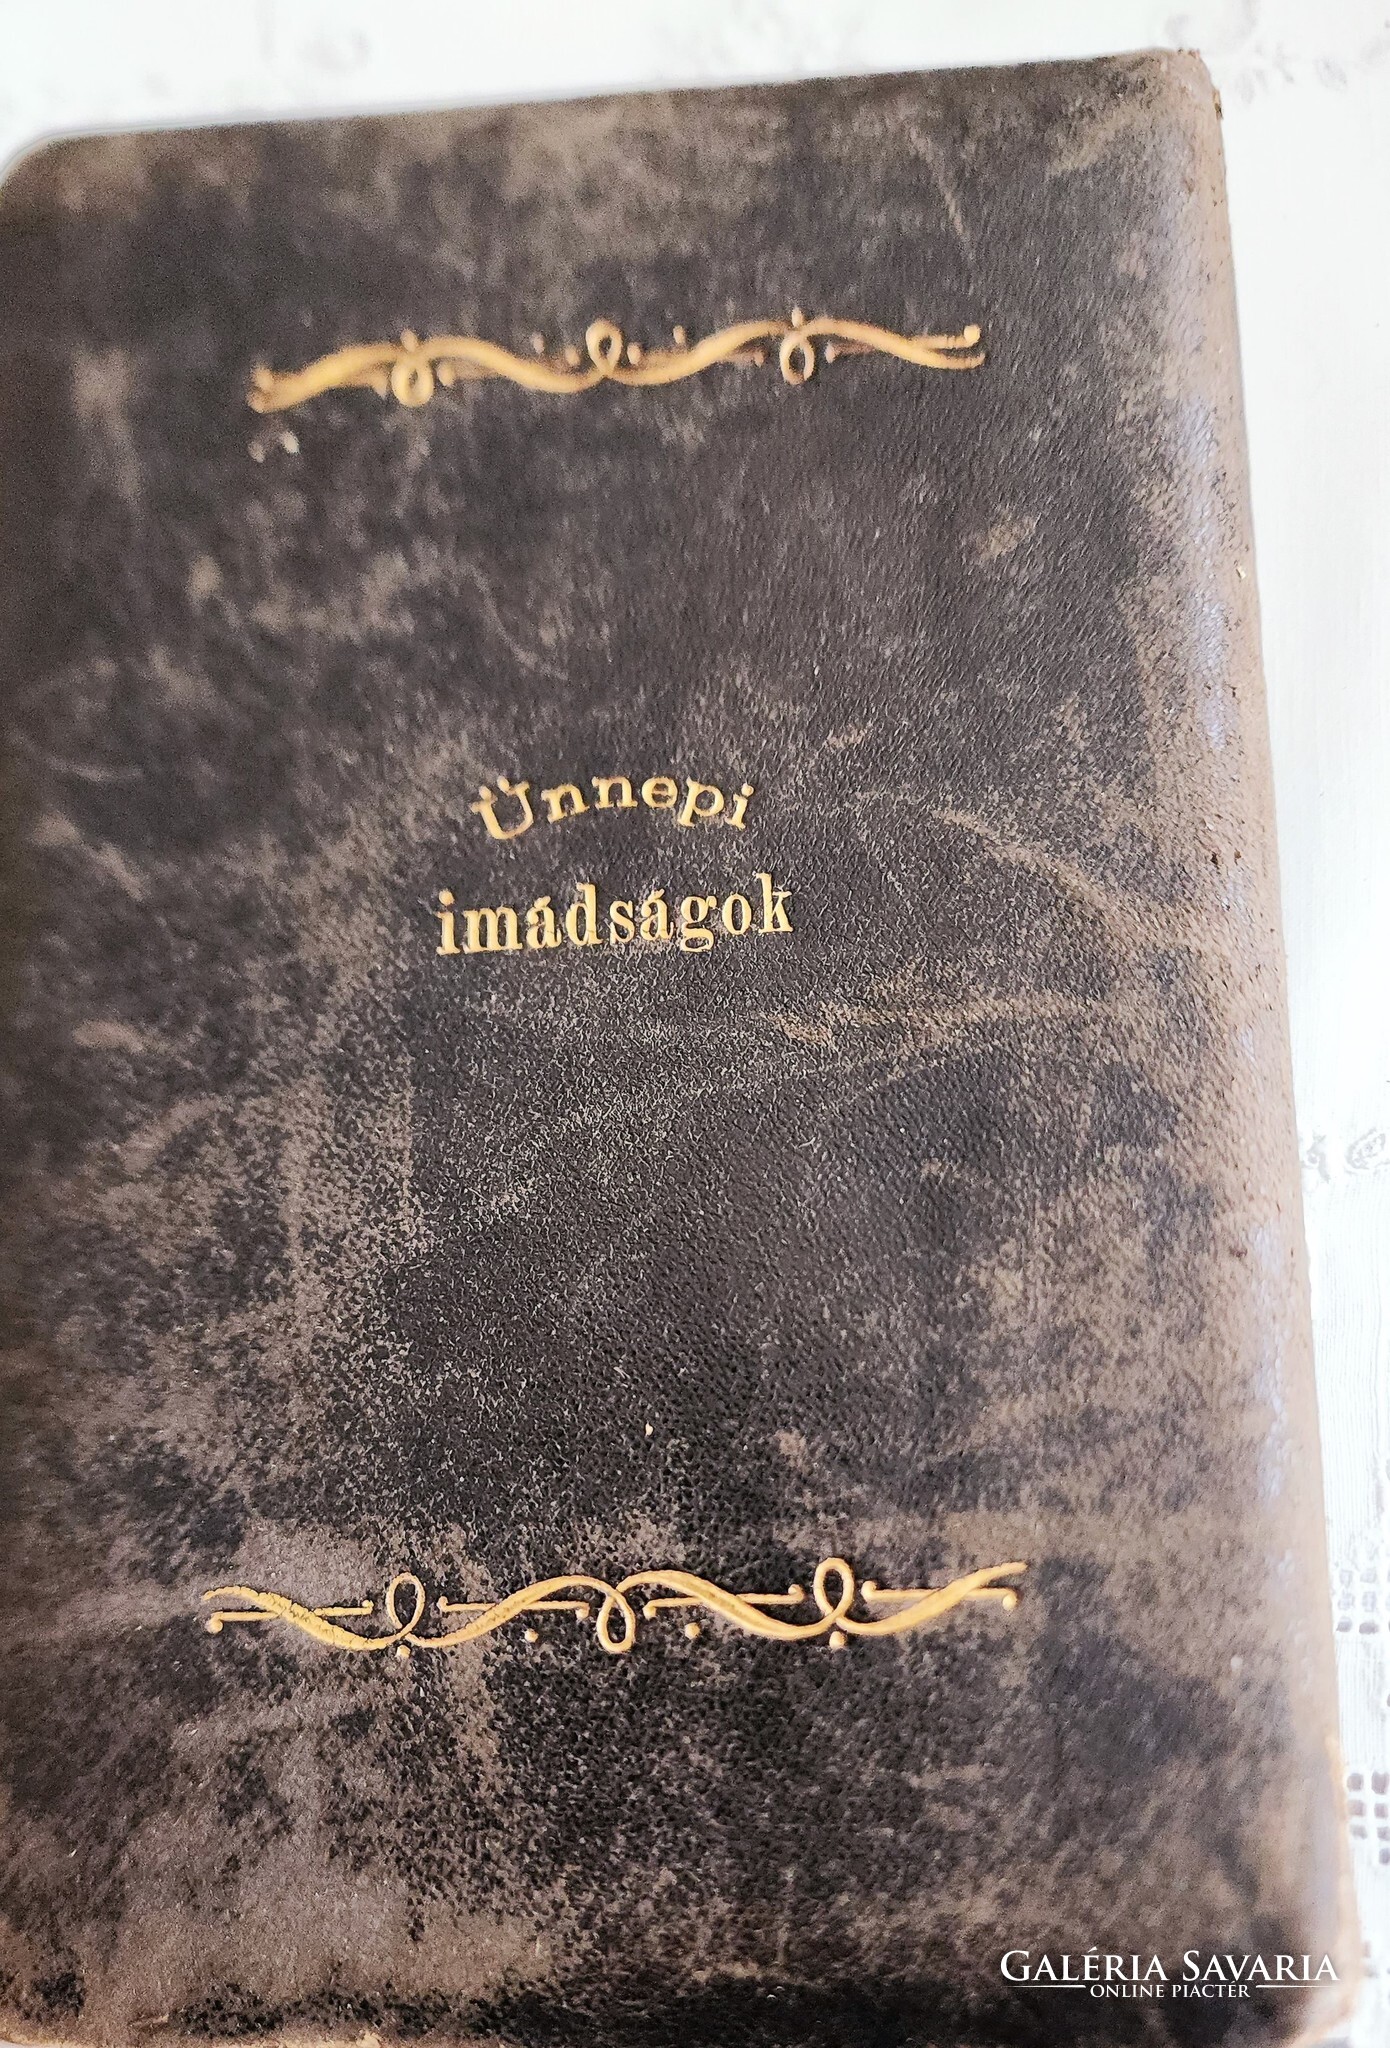 Ünnepi
imádságok
GALÉRIA SAVARIA
ONLINE PIACTÉR